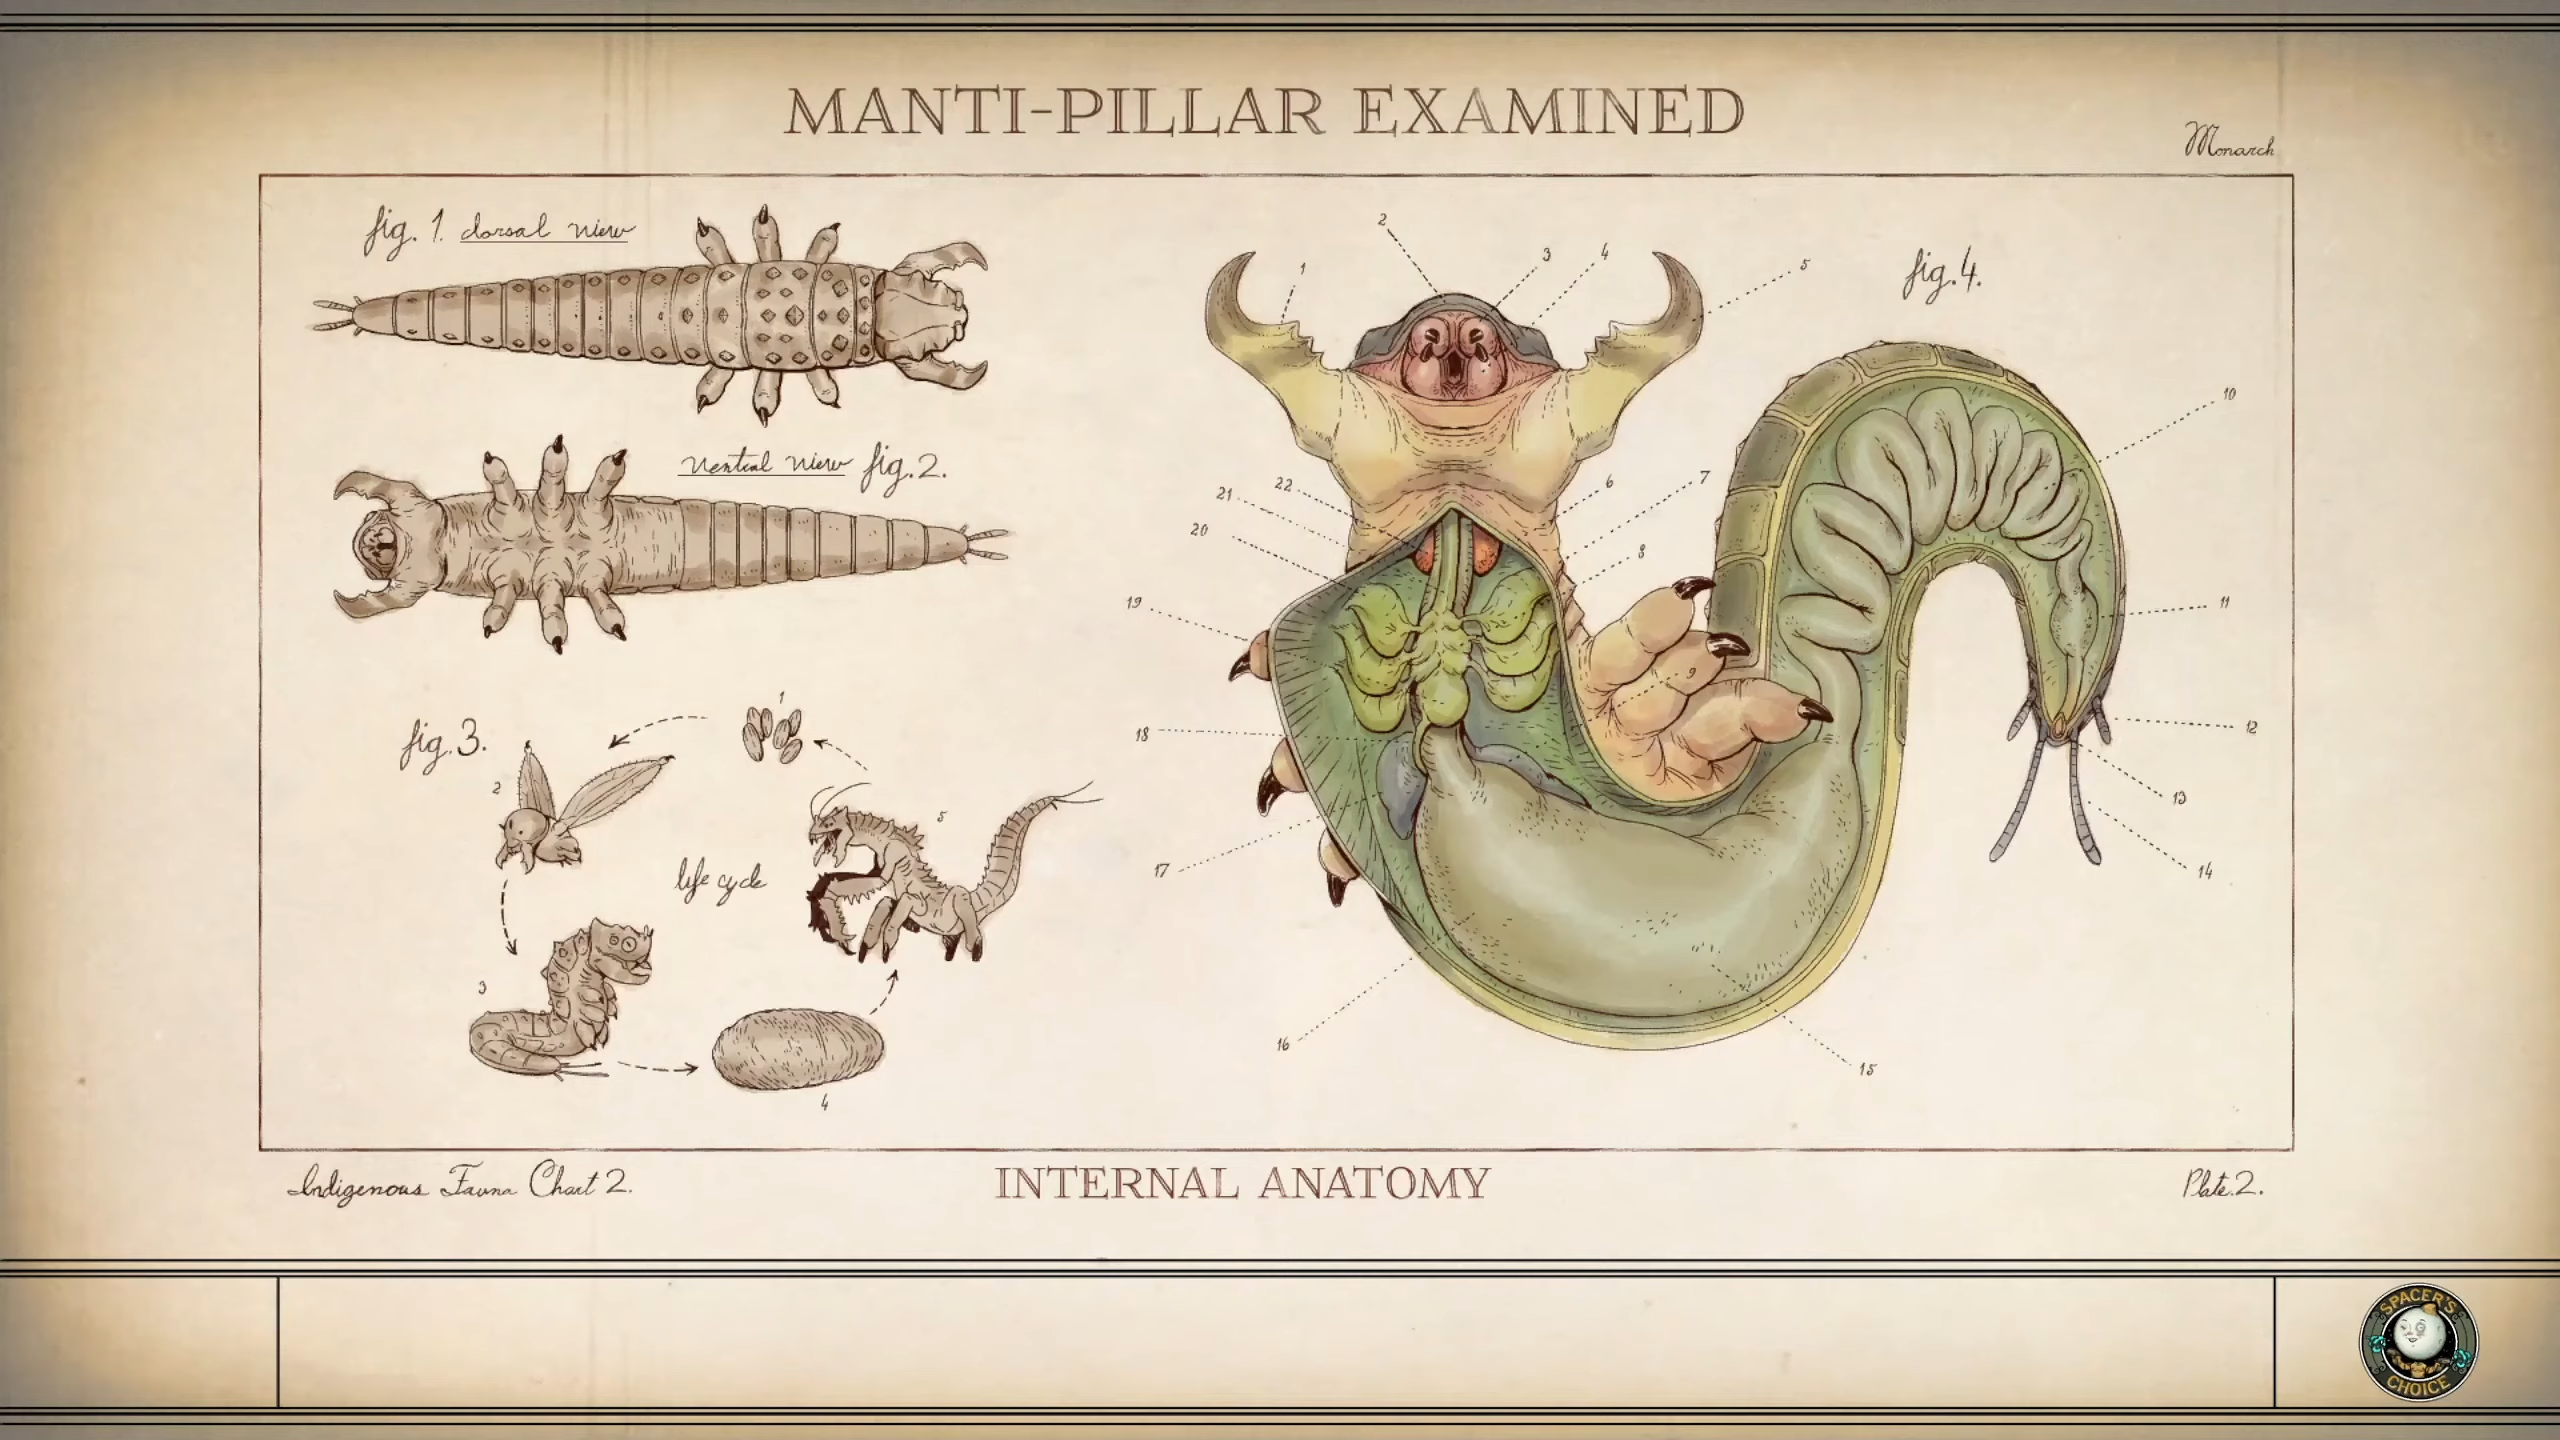 MANTI-PILLAR EXAMINED
Monarch
fig. 1. dorsal view
ventral view fig. 2.
fig. 3.
1
2
3
4
5
life cycle
fig. 4.
1
2
3
4
5
6
7
8
9
10
11
12
13
14
15
16
17
18
19
20
21
22
Indigenous Fauna Chart 2.
INTERNAL ANATOMY
Plate. 2.
SPACER'S
CHOICE